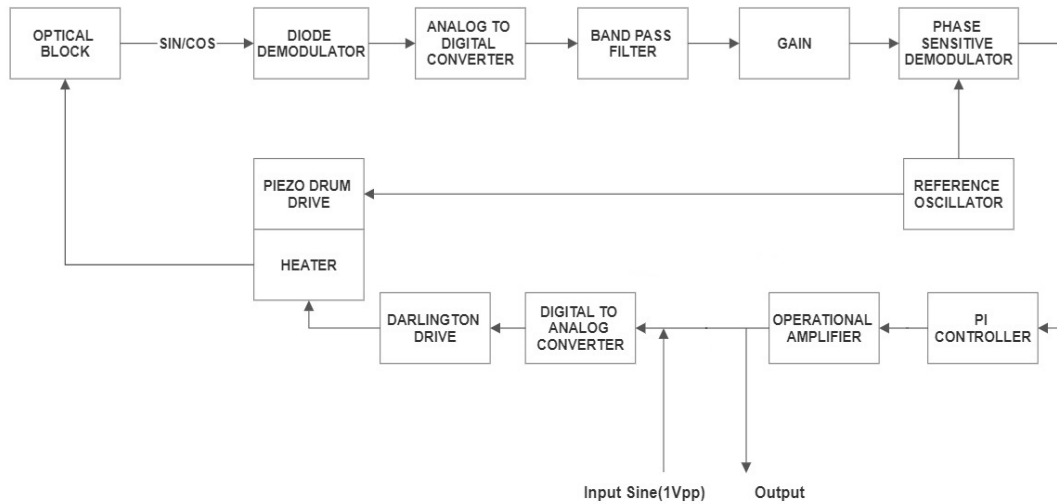 OPTICAL
BLOCK
SIN/COS
DIODE
DEMODULATOR
ANALOG TO
DIGITAL
CONVERTER
BAND PASS
FILTER
GAIN
PHASE
SENSITIVE
DEMODULATOR
PIEZO DRUM
DRIVE
REFERENCE
OSCILLATOR
HEATER
DARLINGTON
DRIVE
DIGITAL TO
ANALOG
CONVERTER
OPERATIONAL
AMPLIFIER
PI
CONTROLLER
Input Sine(1Vpp)
Output